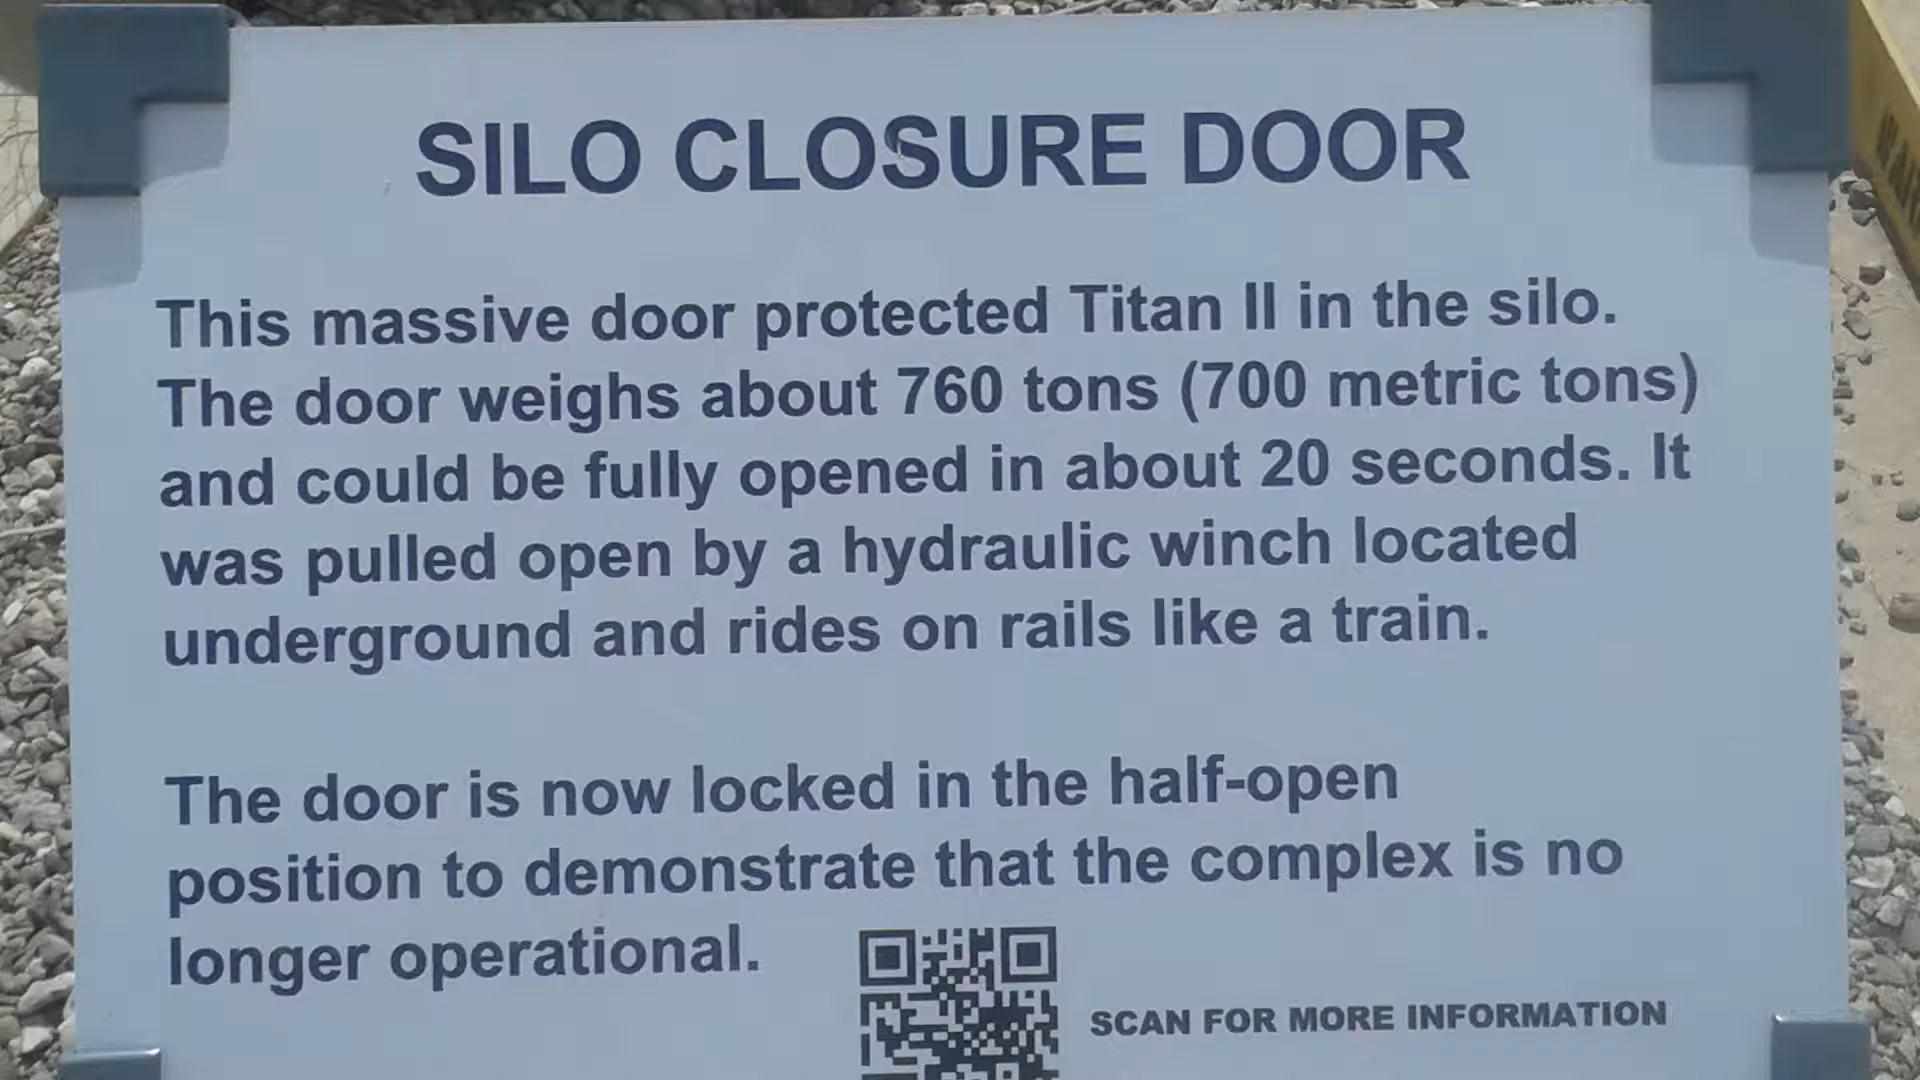 SILO CLOSURE DOOR
This massive door protected Titan II in the silo.
The door weighs about 760 tons (700 metric tons)
and could be fully opened in about 20 seconds. It
was pulled open by a hydraulic winch located
underground and rides on rails like a train.
The door is now locked in the half-open
position to demonstrate that the complex is no
longer operational.
SCAN FOR MORE INFORMATION